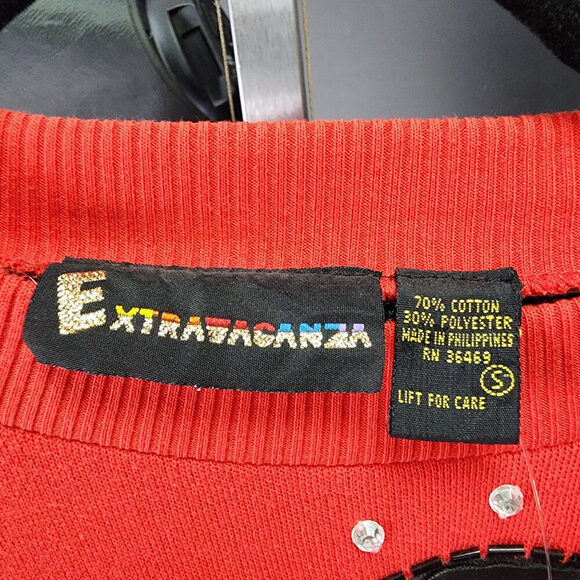 EXTRAVAGANZA
70% COTTON
30% POLYESTER
MADE IN PHILIPPINES
RN 36469
S
LIFT FOR CARE